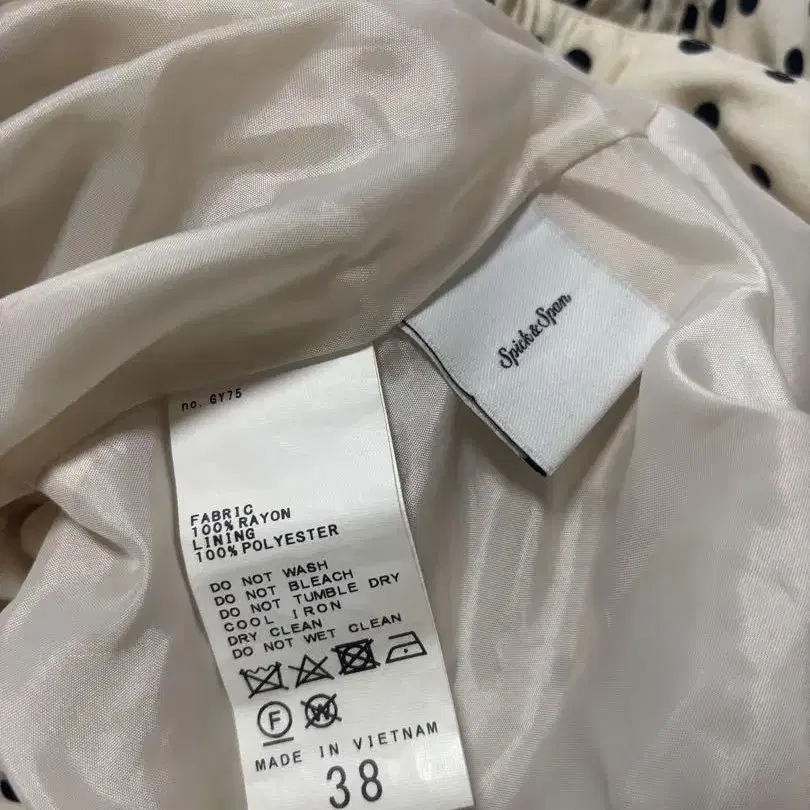 Spick & Span
no. GY75
FABRIC
100% RAYON
LINING
100% POLYESTER
DO NOT WASH
DO NOT BLEACH
DO NOT TUMBLE DRY
COOL IRON
DRY CLEAN
DO NOT WET CLEAN
F W
MADE IN VIETNAM
38